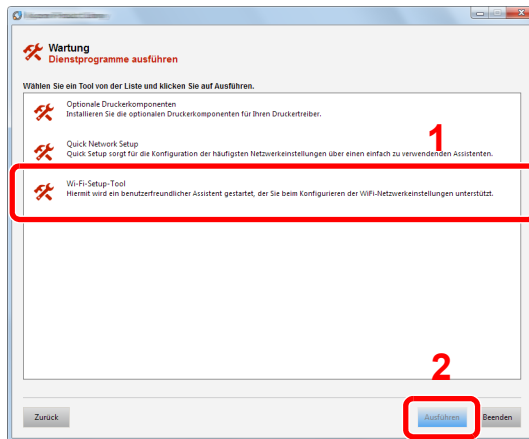 Wartung
Dienstprogramme ausführen
Wählen Sie ein Tool von der Liste und klicken Sie auf Ausführen.
Optionale Druckerkomponenten
Installieren Sie die optionalen Druckerkomponenten für Ihren Druckertreiber.
1
Quick Network Setup
Quick Setup sorgt für die Konfiguration der häufigsten Netzwerkeinstellungen über einen einfach zu verwendenden Assistenten.
Wi-Fi-Setup-Tool
Hiermit wird ein benutzerfreundlicher Assistent gestartet, der Sie beim Konfigurieren der WiFi-Netzwerkeinstellungen unterstützt.
2
Zurück
Ausführen
Beenden